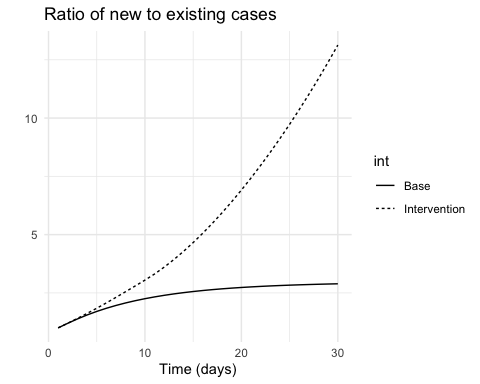 Ratio of new to existing cases
10
5
int
Base
Intervention
0 10 20 30
Time (days)